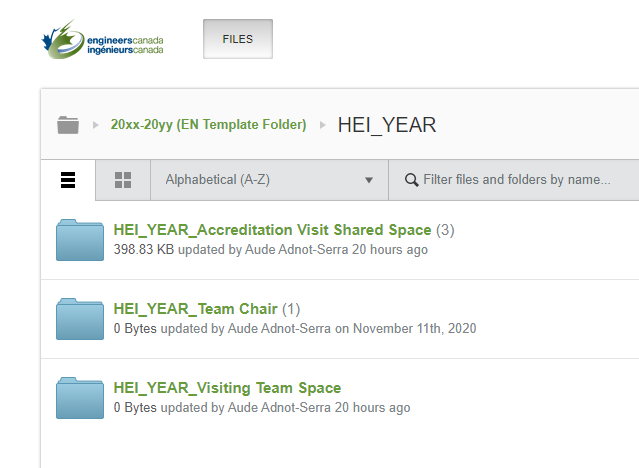 engineerscanada
ingénieurscanada
FILES
20xx-20yy (EN Template Folder)
HEI_YEAR
Alphabetical (A-Z)
Filter files and folders by name...
HEI_YEAR_Accreditation Visit Shared Space (3)
398.83 KB updated by Aude Adnot-Serra 20 hours ago
HEI_YEAR_Team Chair (1)
0 Bytes updated by Aude Adnot-Serra on November 11th, 2020
HEI_YEAR_Visiting Team Space
0 Bytes updated by Aude Adnot-Serra 20 hours ago